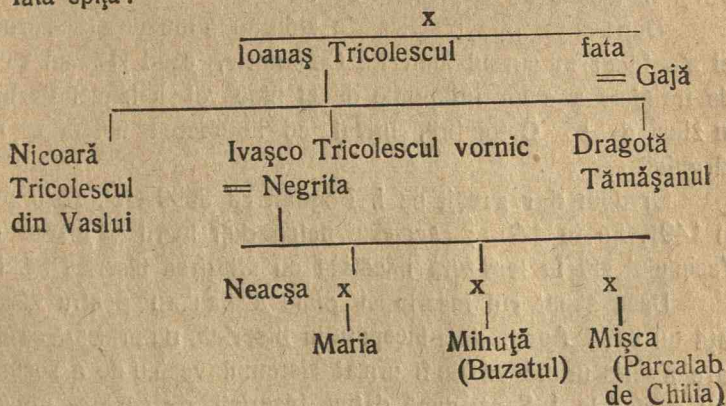 x
Ioanaş Tricolescul fata
= Gajă
Nicoară Ivaşco Tricolescul vornic Dragotă
Tricolescul = Negrita Tămăşanul
din Vaslui
Neacşa x x x
Maria Mihuţă Mişca
(Buzatul) (Parcalab
de Chilia)